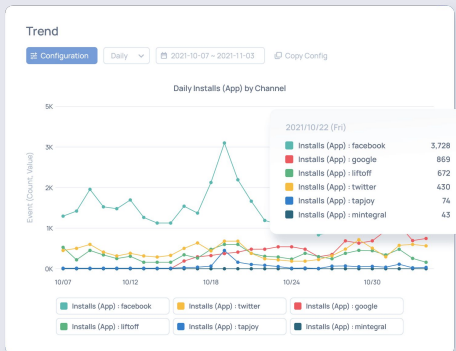 Trend
Configuration
Daily
2021-10-07 ~ 2021-11-03
Copy Config
Daily Installs (App) by Channel
Event (Count, Value)
5K
3K
2K
1K
0K
10/07
10/12
10/18
10/24
10/30
2021/10/22 (Fri)
Installs (App) : facebook 3,728
Installs (App) : google 869
Installs (App) : liftoff 672
Installs (App) : twitter 430
Installs (App) : tapjoy 74
Installs (App) : mintegral 43
Installs (App) : facebook
Installs (App) : twitter
Installs (App) : google
Installs (App) : liftoff
Installs (App) : tapjoy
Installs (App) : mintegral